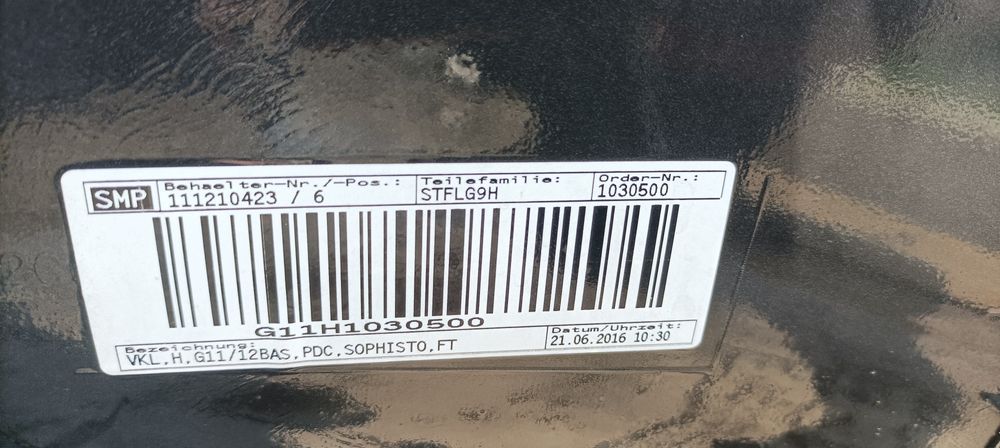 SMP
Behaelter-Nr./-Pos.:
111210423 / 6
Teilefamilie:
STFLG9H
Order-Nr.:
1030500
G11H1030500
Bezeichnung:
VKL.H.G11/12BAS.PDC.SOPHISTO.FT
Datum/Uhrzeit:
21.06.2016 10:30